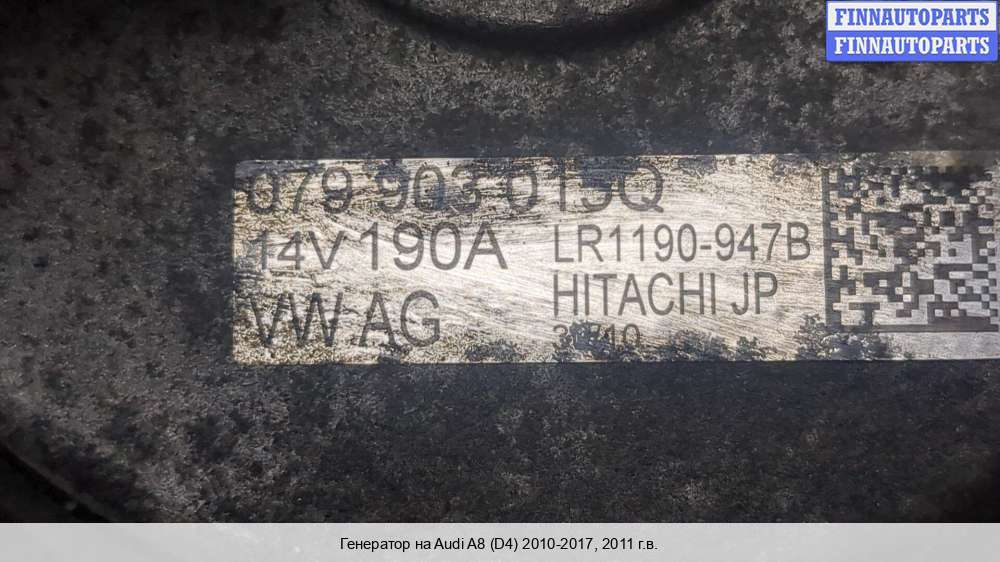 FINNAUTOPARTS
FINNAUTOPARTS
079 903 015Q
14V 190A LR1190-947B
VW AG HITACHI JP
Генератор на Audi A8 (D4) 2010-2017, 2011 г.в.